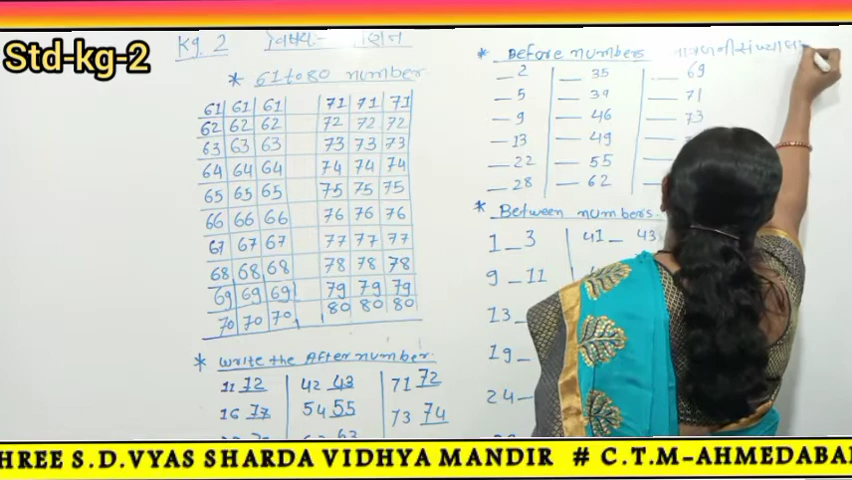 Std-kg-2
Kg. 2 વિષય:- ગણિત
* 61 to 80 number
61 61 61 71 71 71
62 62 62 72 72 72
63 63 63 73 73 73
64 64 64 74 74 74
65 65 65 75 75 75
66 66 66 76 76 76
67 67 67 77 77 77
68 68 68 78 78 78
69 69 69 79 79 79
70 70 70 80 80 80
* Write the After number.
42 43 71 72
54 55 73 74
* Before numbers
__ 2 __ 35 __ 69
__ 5 __ 39 __ 71
__ 9 __ 46 __ 73
__ 13 __ 49 __
__ 22 __ 55 __
__ 28 __ 62 __
* Between numbers.
1 _ 3 41 _ 43
9 _ 11
13 _
19 _
24 _
HREE S.D.VYAS SHARDA VIDHYA MANDIR # C.T.M-AHMEDABA